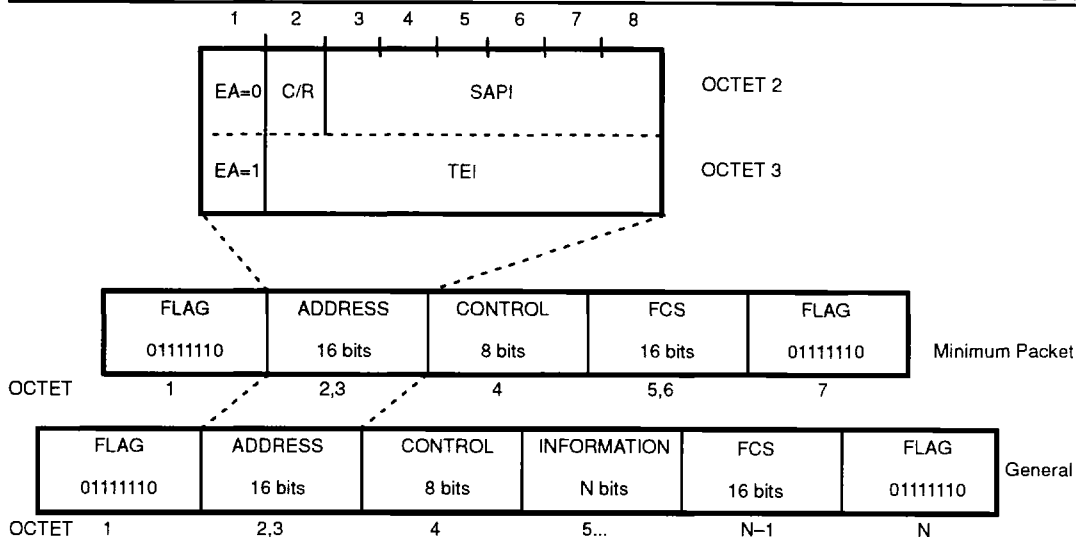 1 2 3 4 5 6 7 8
EA=0 C/R SAPI OCTET 2
EA=1 TEI OCTET 3
FLAG ADDRESS CONTROL FCS FLAG
01111110 16 bits 8 bits 16 bits 01111110 Minimum Packet
OCTET 1 2,3 4 5,6 7
FLAG ADDRESS CONTROL INFORMATION FCS FLAG
General
01111110 16 bits 8 bits N bits 16 bits 01111110
OCTET 1 2,3 4 5... N–1 N